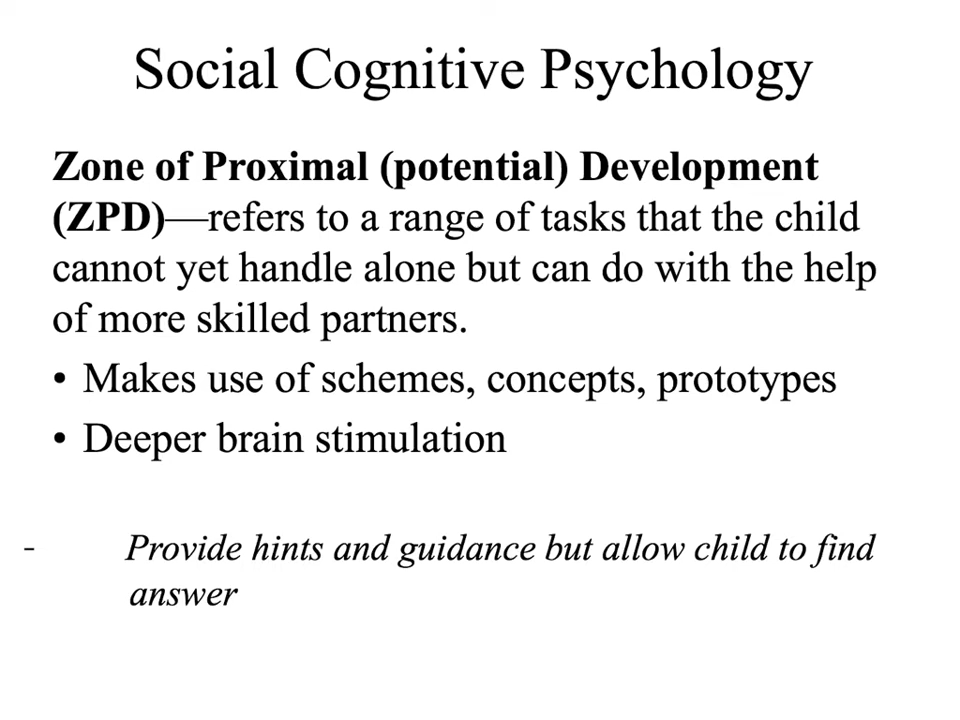 Social Cognitive Psychology
Zone of Proximal (potential) Development
(ZPD)—refers to a range of tasks that the child
cannot yet handle alone but can do with the help
of more skilled partners.
• Makes use of schemes, concepts, prototypes
• Deeper brain stimulation
- Provide hints and guidance but allow child to find
answer